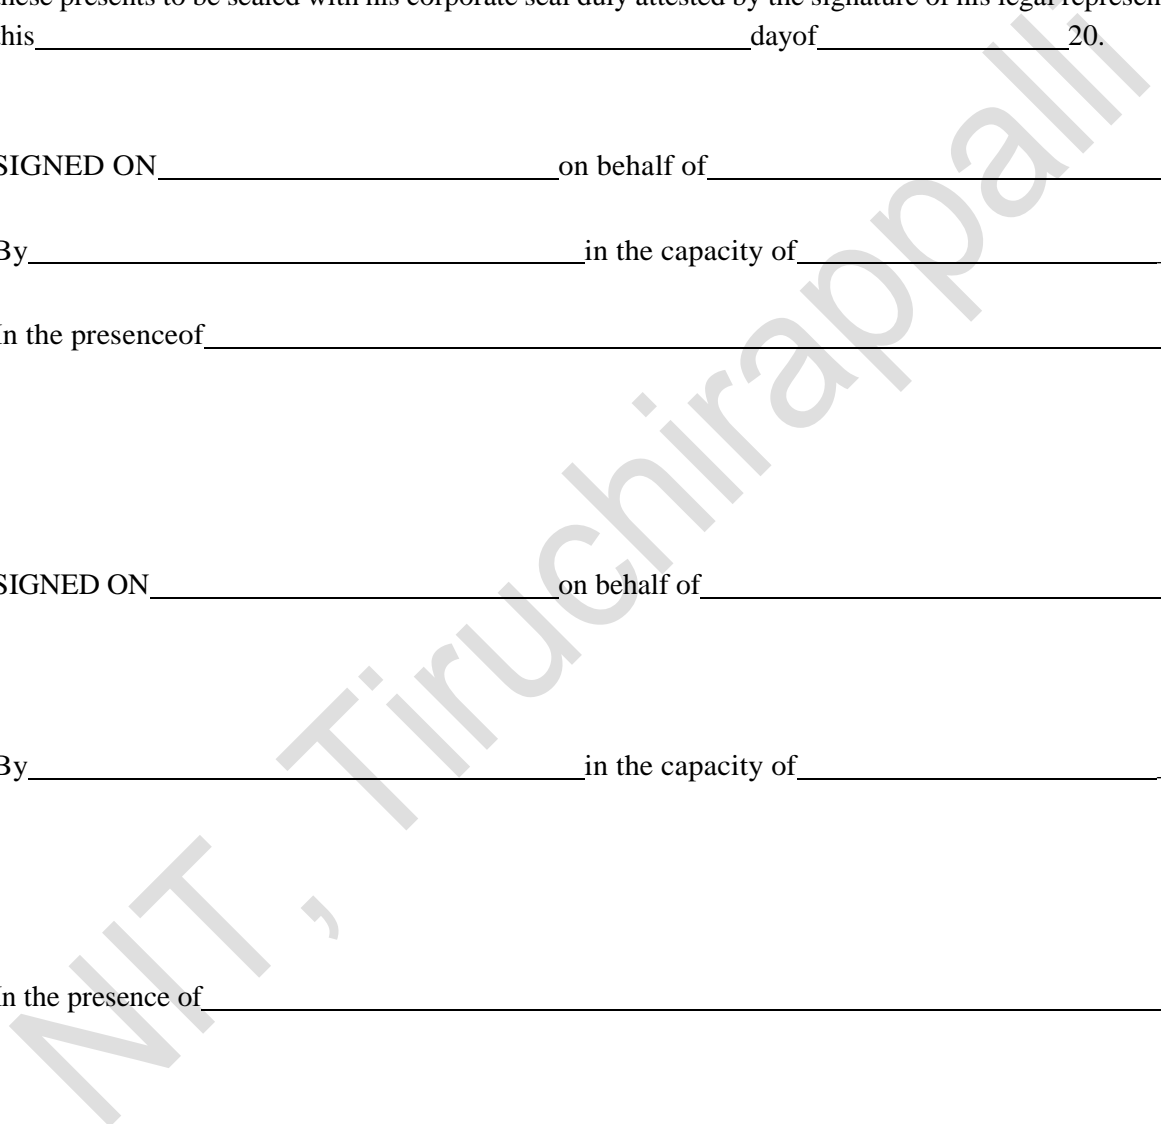 these presents to be sealed with his corporate seal duly attested by the signature of his legal represen
this dayof 20.
SIGNED ON on behalf of
By in the capacity of
In the presenceof
SIGNED ON on behalf of
By in the capacity of
In the presence of
NIT , Tiruchirappalli